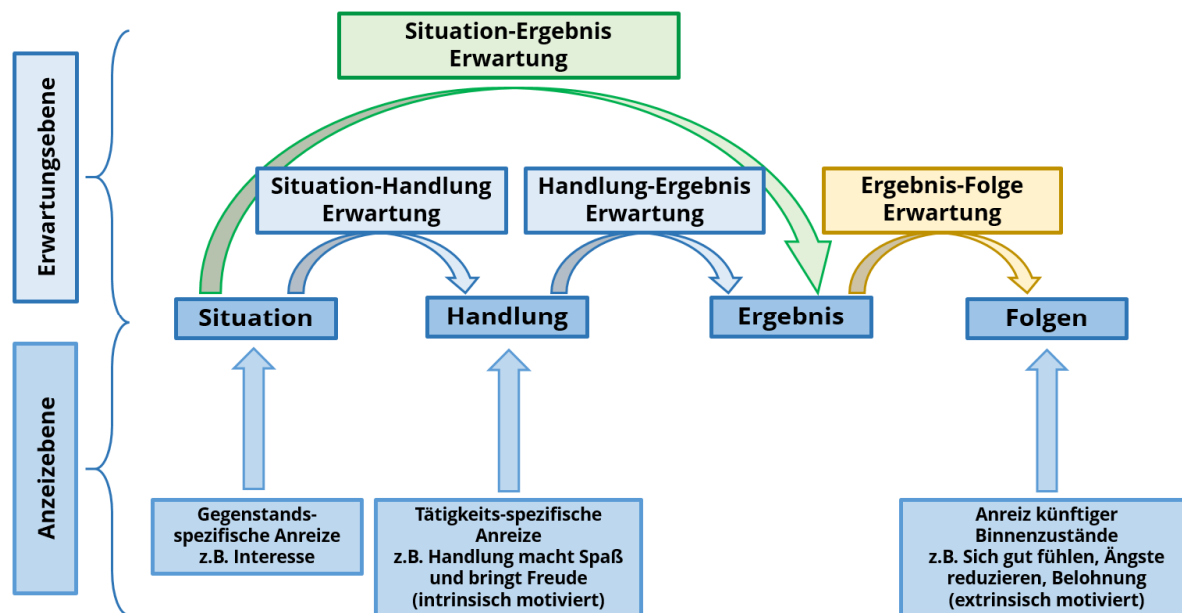 Situation-Ergebnis
Erwartung
Erwartungsebene
Situation-Handlung
Erwartung
Handlung-Ergebnis
Erwartung
Ergebnis-Folge
Erwartung
Situation
Handlung
Ergebnis
Folgen
Anzeizebene
Gegenstands-
spezifische Anreize
z.B. Interesse
Tätigkeits-spezifische
Anreize
z.B. Handlung macht Spaß
und bringt Freude
(intrinsisch motiviert)
Anreiz künftiger
Binnenzustände
z.B. Sich gut fühlen, Ängste
reduzieren, Belohnung
(extrinsisch motiviert)